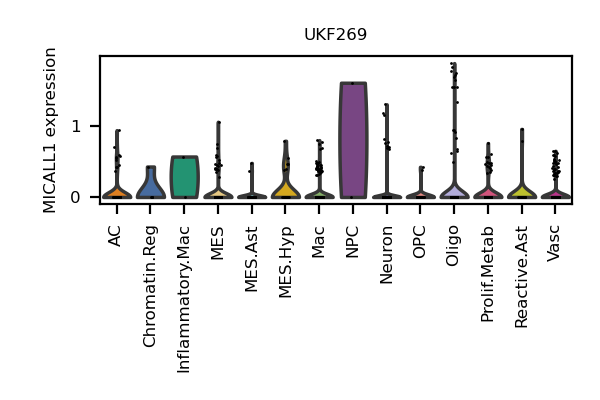 UKF269
MICALL1 expression
1
0
AC
Chromatin.Reg
Inflammatory.Mac
MES
MES.Ast
MES.Hyp
Mac
NPC
Neuron
OPC
Oligo
Prolif.Metab
Reactive.Ast
Vasc